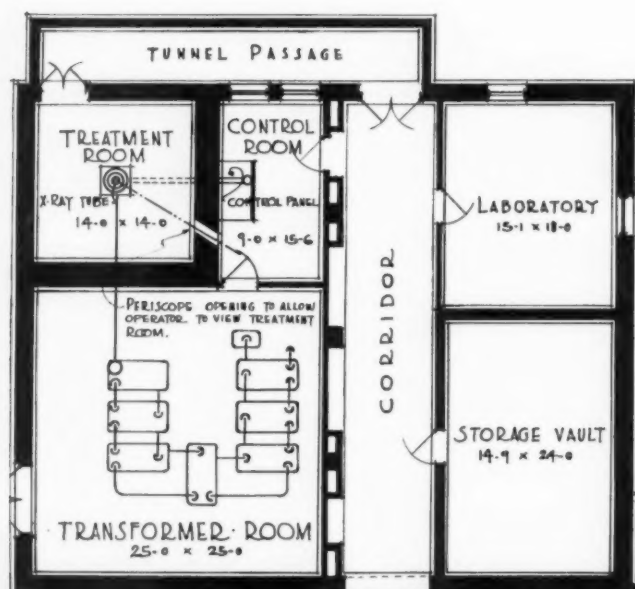 TUNNEL PASSAGE
TREATMENT
ROOM
X-RAY TUBE
14-0 x 14-0
CONTROL
ROOM
CONTROL PANEL
9-0 x 15-6
LABORATORY
15-1 x 18-0
PERISCOPE OPENING TO ALLOW
OPERATOR TO VIEW TREATMENT
ROOM.
CORRIDOR
STORAGE VAULT
14-9 x 24-0
TRANSFORMER·ROOM
25-0 x 25-0